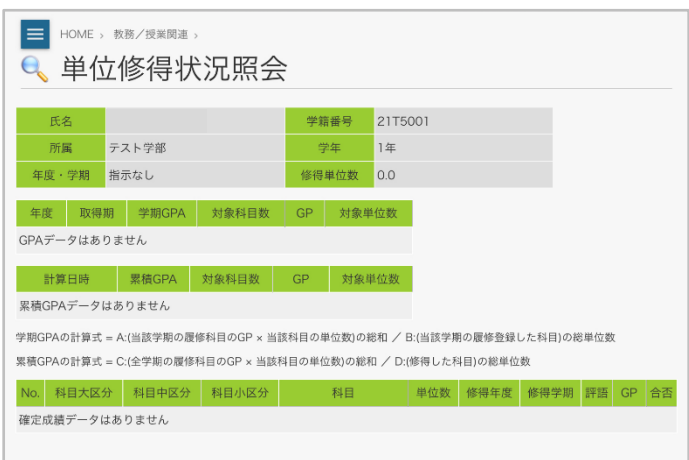 HOME › 教務／授業関連 ›
単位修得状況照会
氏名 学籍番号 21T5001
所属 テスト学部 学年 1年
年度・学期 指示なし 修得単位数 0.0
年度 取得期 学期GPA 対象科目数 GP 対象単位数
GPAデータはありません
計算日時 累積GPA 対象科目数 GP 対象単位数
累積GPAデータはありません
学期GPAの計算式 = A:(当該学期の履修科目のGP × 当該科目の単位数)の総和 ／ B:(当該学期の履修登録した科目)の総単位数
累積GPAの計算式 = C:(全学期の履修科目のGP × 当該科目の単位数)の総和 ／ D:(修得した科目)の総単位数
No. 科目大区分 科目中区分 科目小区分 科目 単位数 修得年度 修得学期 評語 GP 合否
確定成績データはありません